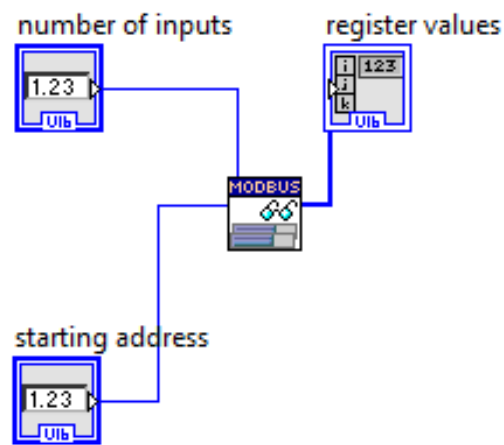 number of inputs
register values
1.23
i
123
j
k
U16
U16
MODBUS
starting address
1.23
U16